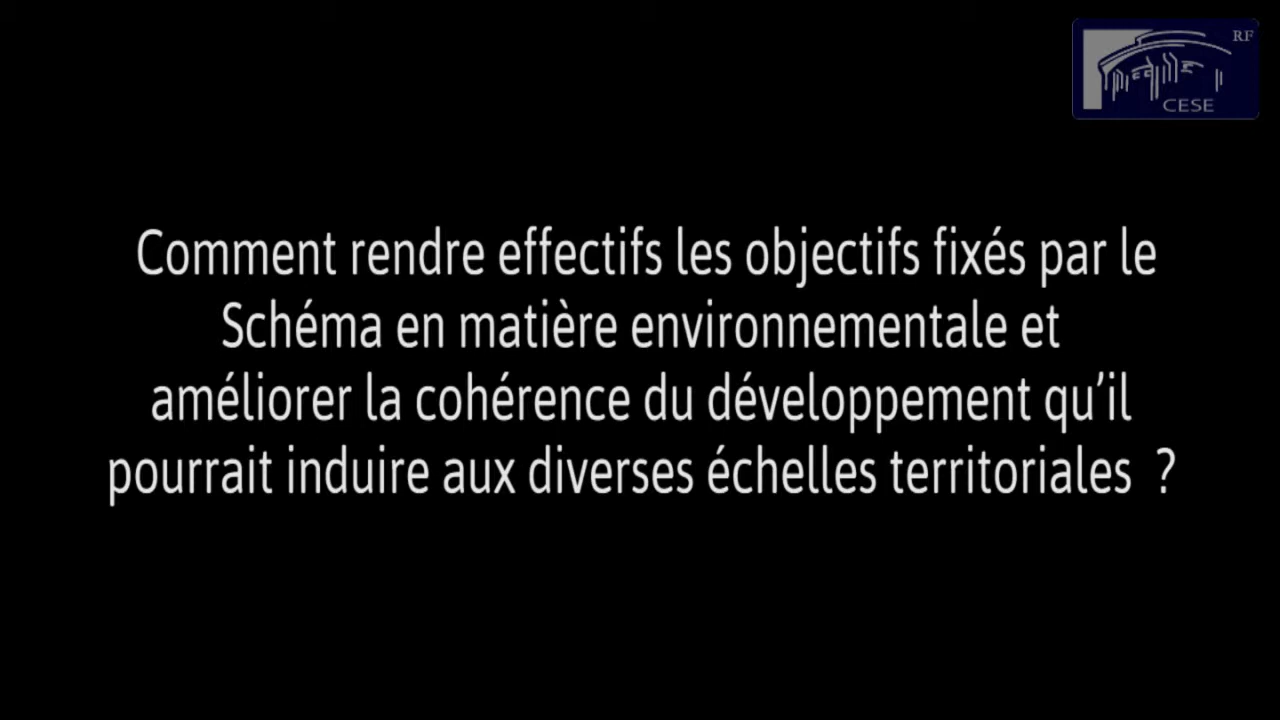 RF
CESE
Comment rendre effectifs les objectifs fixés par le
Schéma en matière environnementale et
améliorer la cohérence du développement qu’il
pourrait induire aux diverses échelles territoriales ?